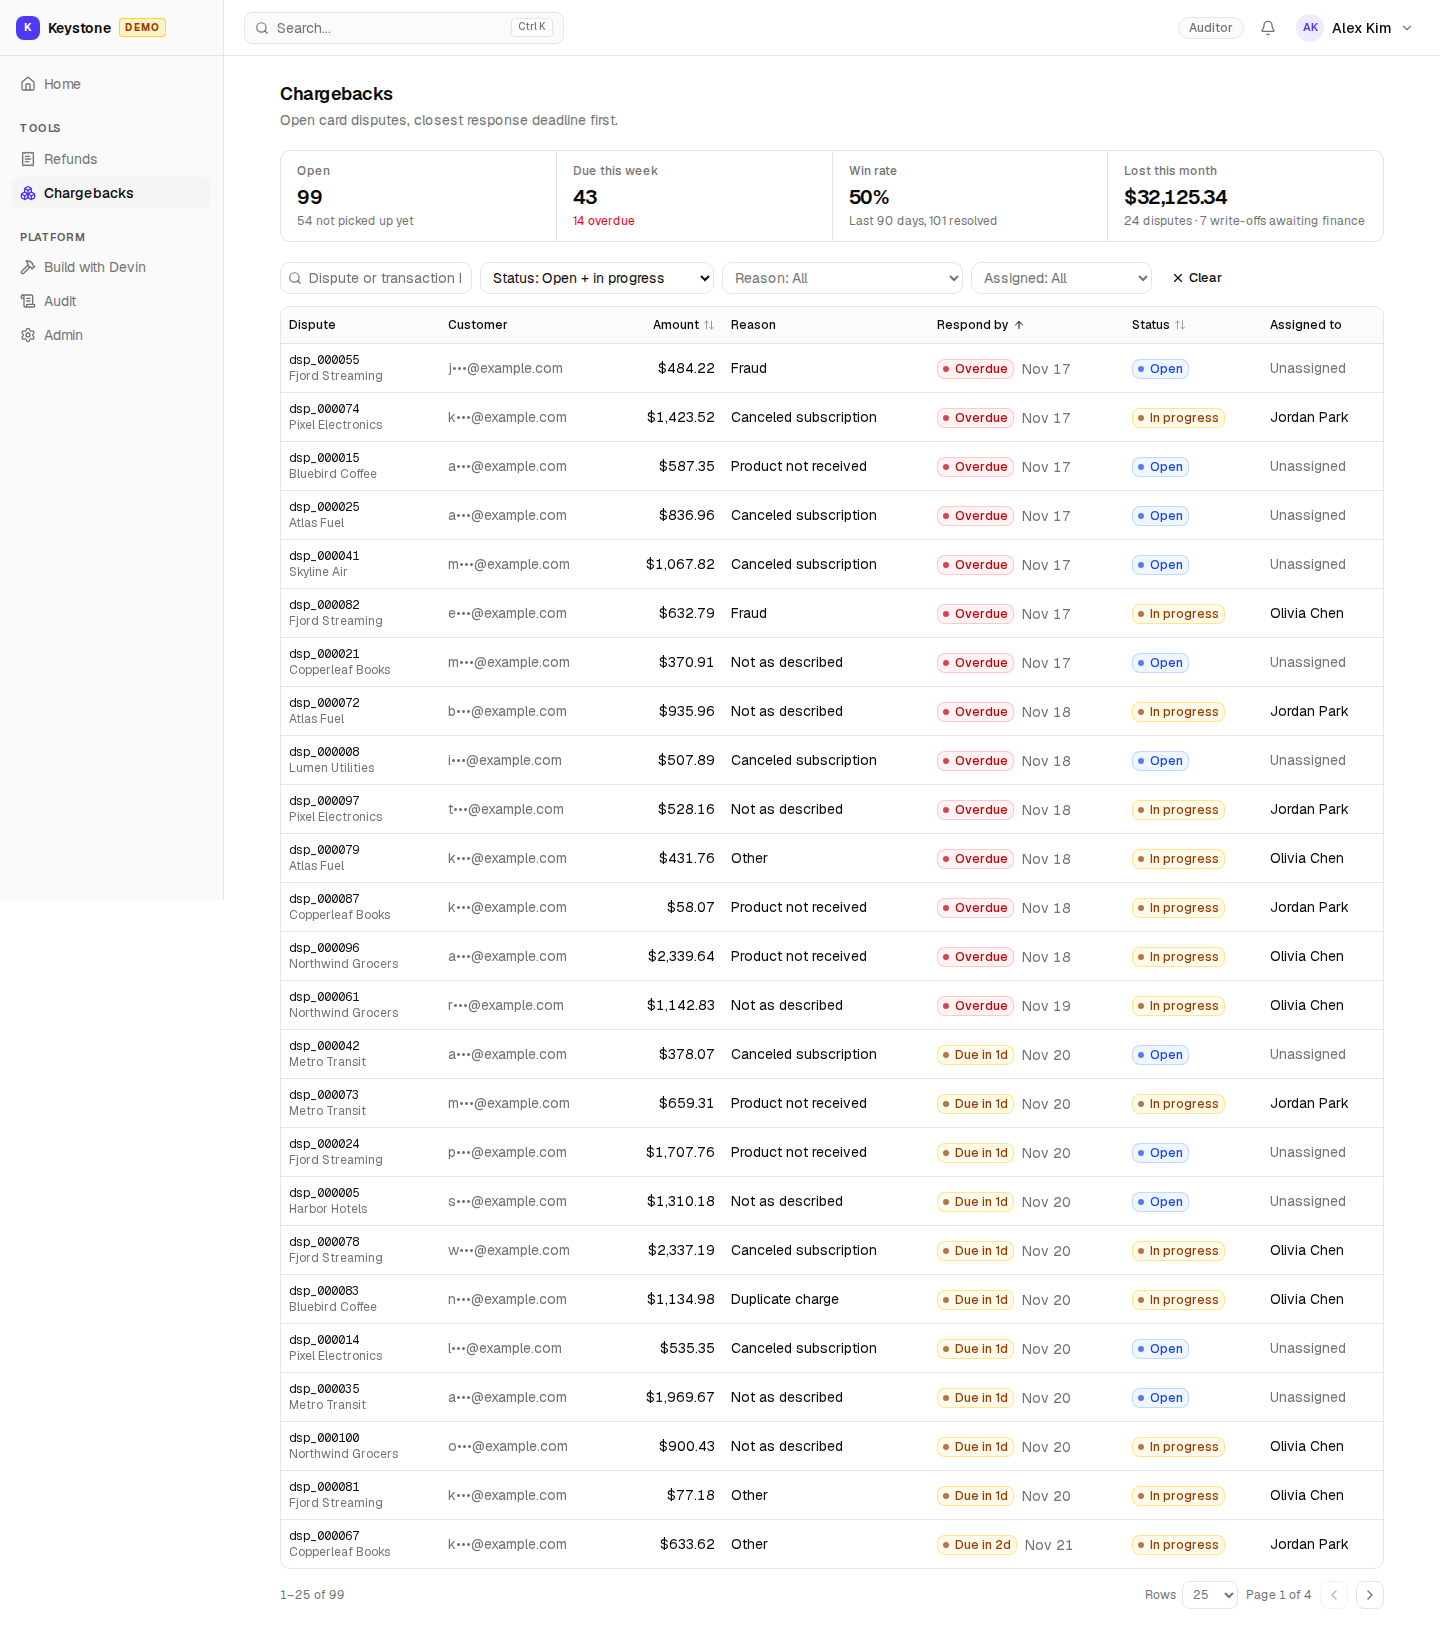 K Keystone DEMO
Search... Ctrl K
Auditor AK Alex Kim
Home
TOOLS
Refunds
Chargebacks
PLATFORM
Build with Devin
Audit
Admin
Chargebacks
Open card disputes, closest response deadline first.
Open
99
54 not picked up yet
Due this week
43
14 overdue
Win rate
50%
Last 90 days, 101 resolved
Lost this month
$32,125.34
24 disputes · 7 write-offs awaiting finance
Dispute or transaction I Status: Open + in progress Reason: All Assigned: All Clear
Dispute Customer Amount Reason Respond by Status Assigned to
dsp_000055 j•••@example.com $484.22 Fraud Overdue Nov 17 Open Unassigned
Fjord Streaming
dsp_000074 k•••@example.com $1,423.52 Canceled subscription Overdue Nov 17 In progress Jordan Park
Pixel Electronics
dsp_000015 a•••@example.com $587.35 Product not received Overdue Nov 17 Open Unassigned
Bluebird Coffee
dsp_000025 a•••@example.com $836.96 Canceled subscription Overdue Nov 17 Open Unassigned
Atlas Fuel
dsp_000041 m•••@example.com $1,067.82 Canceled subscription Overdue Nov 17 Open Unassigned
Skyline Air
dsp_000082 e•••@example.com $632.79 Fraud Overdue Nov 17 In progress Olivia Chen
Fjord Streaming
dsp_000021 m•••@example.com $370.91 Not as described Overdue Nov 17 Open Unassigned
Copperleaf Books
dsp_000072 b•••@example.com $935.96 Not as described Overdue Nov 18 In progress Jordan Park
Atlas Fuel
dsp_000008 i•••@example.com $507.89 Canceled subscription Overdue Nov 18 Open Unassigned
Lumen Utilities
dsp_000097 t•••@example.com $528.16 Not as described Overdue Nov 18 In progress Jordan Park
Pixel Electronics
dsp_000079 k•••@example.com $431.76 Other Overdue Nov 18 In progress Olivia Chen
Atlas Fuel
dsp_000087 k•••@example.com $58.07 Product not received Overdue Nov 18 In progress Jordan Park
Copperleaf Books
dsp_000096 a•••@example.com $2,339.64 Product not received Overdue Nov 18 In progress Olivia Chen
Northwind Grocers
dsp_000061 r•••@example.com $1,142.83 Not as described Overdue Nov 19 In progress Olivia Chen
Northwind Grocers
dsp_000042 a•••@example.com $378.07 Canceled subscription Due in 1d Nov 20 Open Unassigned
Metro Transit
dsp_000073 m•••@example.com $659.31 Product not received Due in 1d Nov 20 In progress Jordan Park
Metro Transit
dsp_000024 p•••@example.com $1,707.76 Product not received Due in 1d Nov 20 Open Unassigned
Fjord Streaming
dsp_000005 s•••@example.com $1,310.18 Not as described Due in 1d Nov 20 Open Unassigned
Harbor Hotels
dsp_000078 w•••@example.com $2,337.19 Canceled subscription Due in 1d Nov 20 In progress Olivia Chen
Fjord Streaming
dsp_000083 n•••@example.com $1,134.98 Duplicate charge Due in 1d Nov 20 In progress Olivia Chen
Bluebird Coffee
dsp_000014 l•••@example.com $535.35 Canceled subscription Due in 1d Nov 20 Open Unassigned
Pixel Electronics
dsp_000035 a•••@example.com $1,969.67 Not as described Due in 1d Nov 20 Open Unassigned
Metro Transit
dsp_000100 o•••@example.com $900.43 Not as described Due in 1d Nov 20 In progress Olivia Chen
Northwind Grocers
dsp_000081 k•••@example.com $77.18 Other Due in 1d Nov 20 In progress Olivia Chen
Fjord Streaming
dsp_000067 k•••@example.com $633.62 Other Due in 2d Nov 21 In progress Jordan Park
Copperleaf Books
1–25 of 99 Rows 25 Page 1 of 4